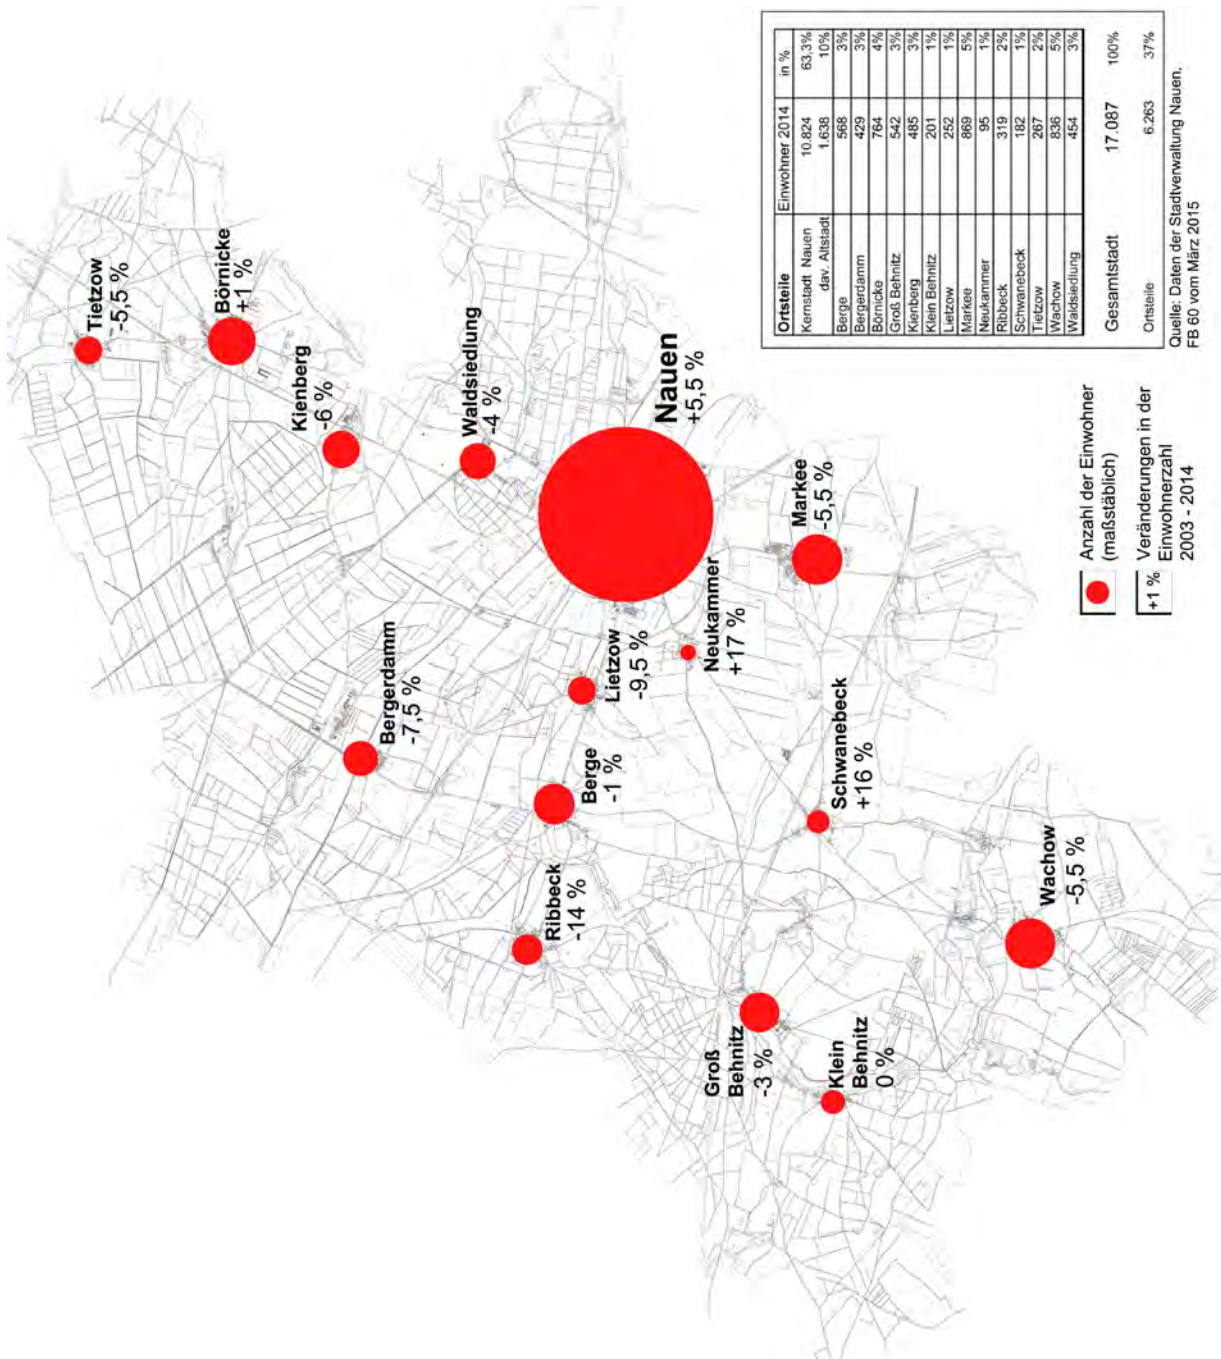 Tietzow
-5,5 %
Börnicke
+1 %
Kienberg
-6 %
Waldsiedlung
-4 %
Nauen
+5,5 %
Markee
-5,5 %
Neukammer
+17 %
Lietzow
-9,5 %
Bergerdamm
-7,5 %
Berge
-1 %
Ribbeck
-14 %
Schwanebeck
+16 %
Wachow
-5,5 %
Groß
Behnitz
-3 %
Klein
Behnitz
0 %
Ortsteile Einwohner 2014 in %
Kernstadt Nauen 10.824 63,3%
dav. Altstadt 1.638 10%
Berge 568 3%
Bergerdamm 429 3%
Börnicke 764 4%
Groß Behnitz 542 3%
Kienberg 485 3%
Klein Behnitz 201 1%
Lietzow 252 1%
Markee 869 5%
Neukammer 95 1%
Ribbeck 319 2%
Schwanebeck 182 1%
Tietzow 267 2%
Wachow 836 5%
Waldsiedlung 454 3%
Gesamtstadt 17.087 100%
Ortsteile 6.263 37%
Quelle: Daten der Stadtverwaltung Nauen,
FB 60 vom März 2015
Anzahl der Einwohner
(maßstäblich)
+1 % Veränderungen in der
Einwohnerzahl
2003 - 2014